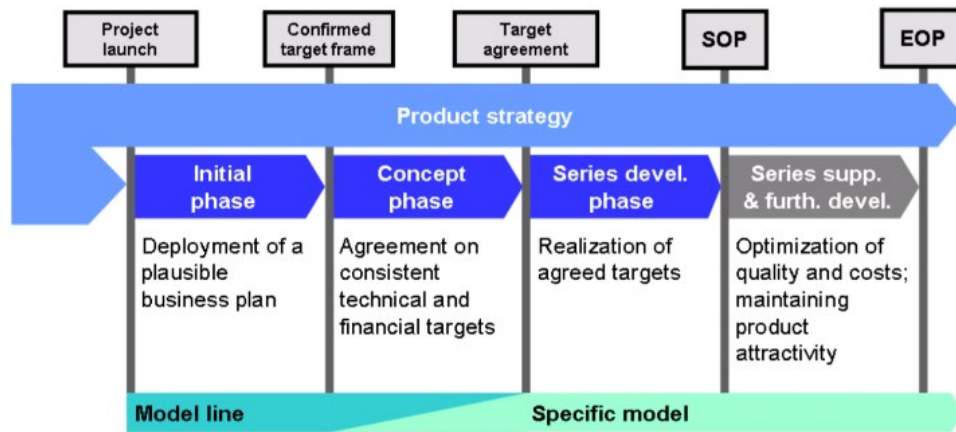 Project
launch
Confirmed
target frame
Target
agreement
SOP
EOP
Product strategy
Initial
phase
Concept
phase
Series devel.
phase
Series supp.
& furth. devel.
Deployment of a
plausible
business plan
Agreement on
consistent
technical and
financial targets
Realization of
agreed targets
Optimization of
quality and costs;
maintaining
product
attractivity
Model line
Specific model